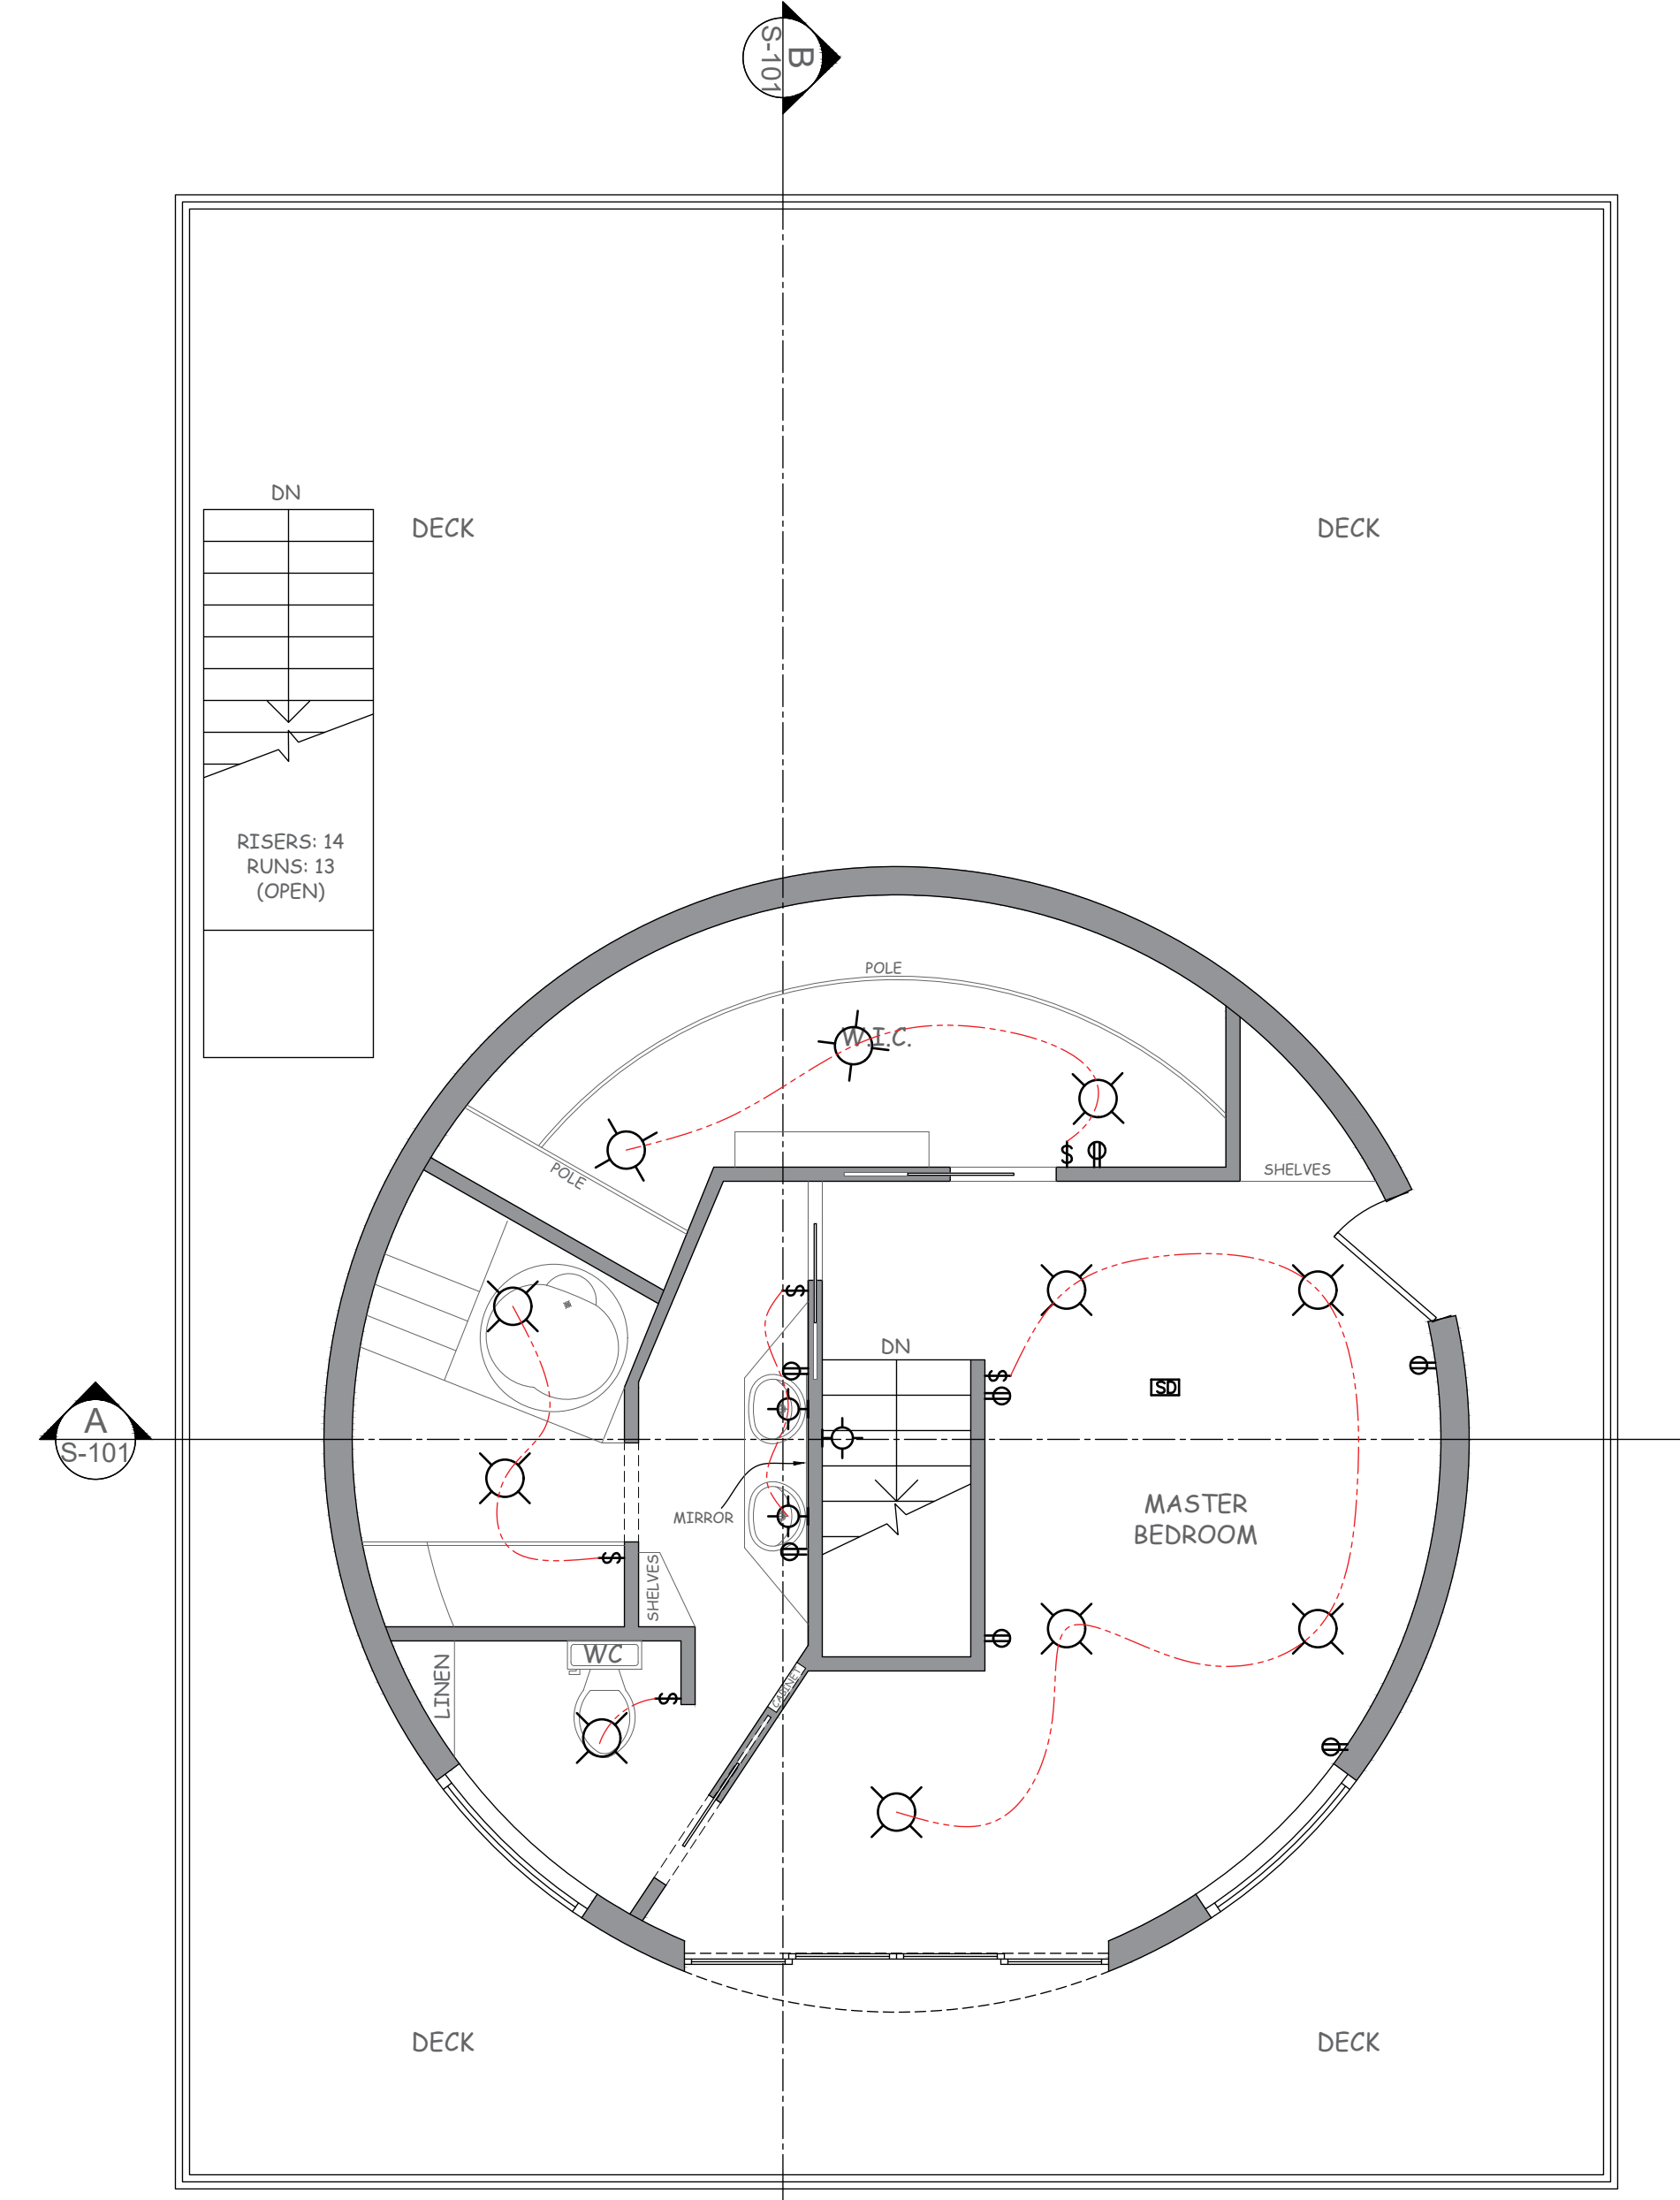 B
S-101
DN
DECK
DECK
RISERS: 14
RUNS: 13
(OPEN)
POLE
W.I.C.
POLE
$
SHELVES
$
DN
$
SD
A
S-101
MASTER
BEDROOM
MIRROR
$
SHELVES
WC
LINEN
CABINET
$
DECK
DECK